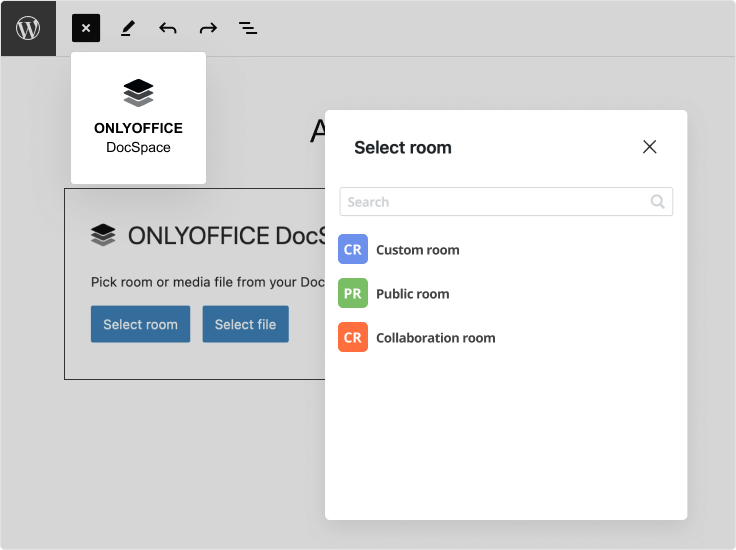 ONLYOFFICE
DocSpace
A
Select room
Search
ONLYOFFICE Doc
CR Custom room
Pick room or media file from your Doc
PR Public room
Select room Select file
CR Collaboration room